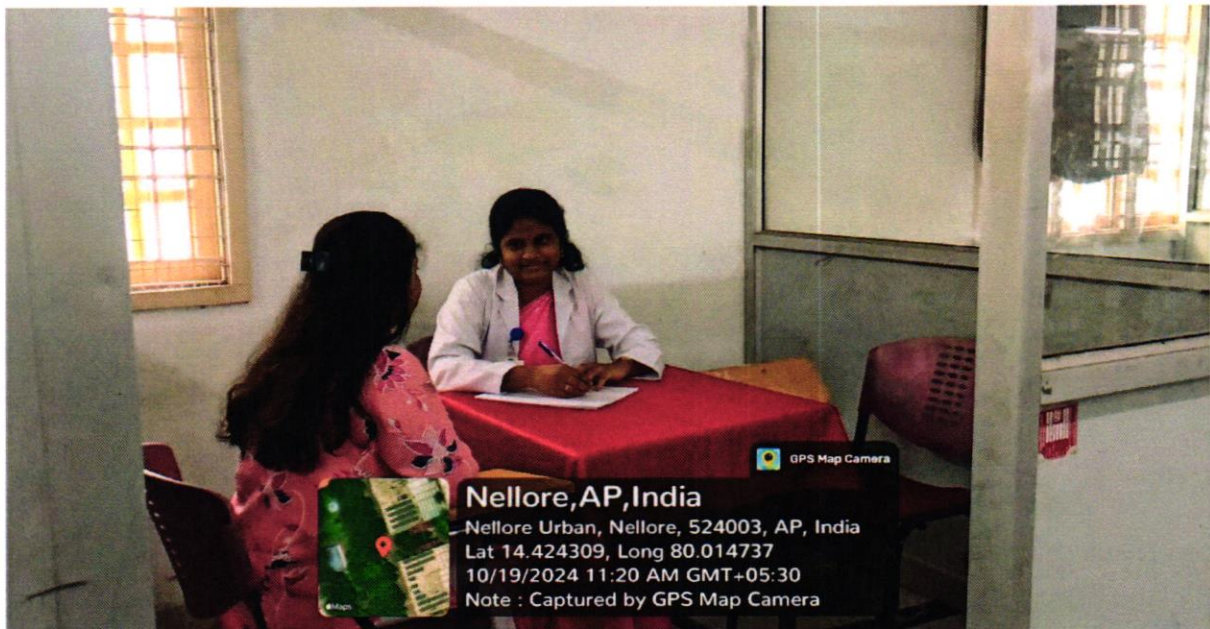 GPS Map Camera
Nellore,AP,India
Nellore Urban, Nellore, 524003, AP, India
Lat 14.424309, Long 80.014737
10/19/2024 11:20 AM GMT+05:30
Note : Captured by GPS Map Camera
Maps